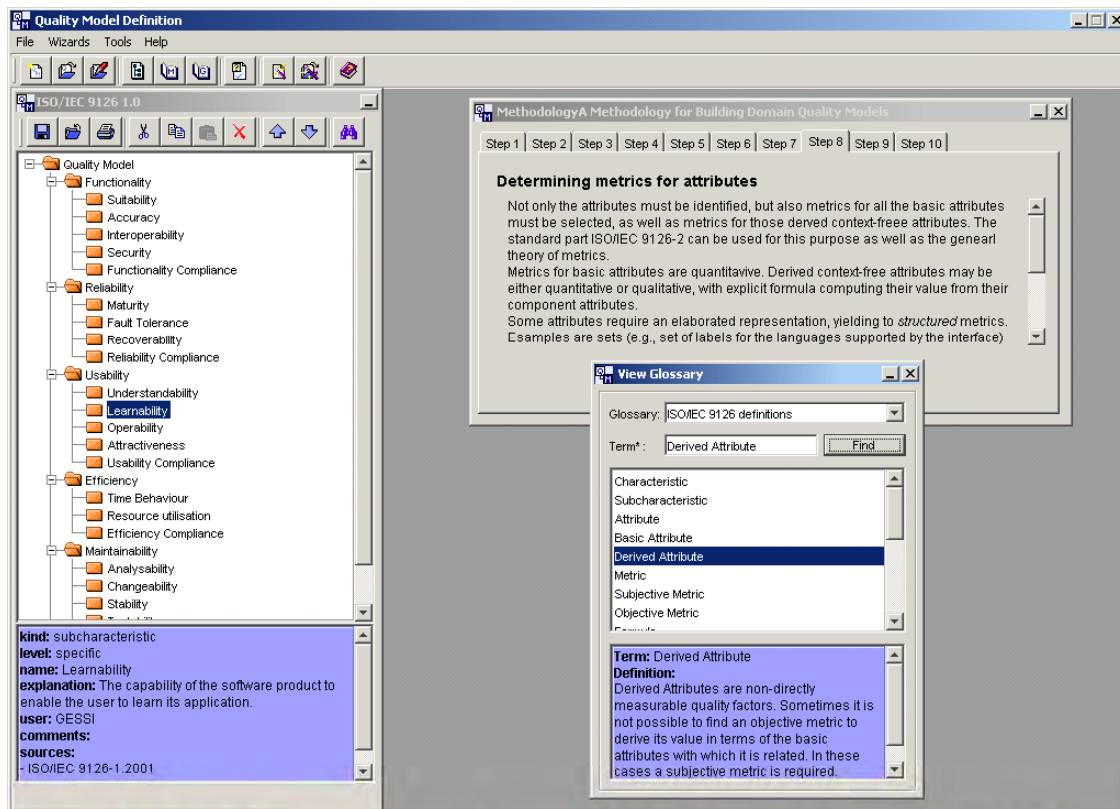 Quality Model Definition
File Wizards Tools Help
ISO/IEC 9126 1.0
Quality Model
Functionality
Suitability
Accuracy
Interoperability
Security
Functionality Compliance
Reliability
Maturity
Fault Tolerance
Recoverability
Reliability Compliance
Usability
Understandability
Learnability
Operability
Attractiveness
Usability Compliance
Efficiency
Time Behaviour
Resource utilisation
Efficiency Compliance
Maintainability
Analysability
Changeability
Stability
kind: subcharacteristic
level: specific
name: Learnability
explanation: The capability of the software product to
enable the user to learn its application.
user: GESSI
comments:
sources:
- ISO/IEC 9126-1:2001
MethodologyA Methodology for Building Domain Quality Models
Step 1 Step 2 Step 3 Step 4 Step 5 Step 6 Step 7 Step 8 Step 9 Step 10
Determining metrics for attributes
Not only the attributes must be identified, but also metrics for all the basic attributes
must be selected, as well as metrics for those derved context-freee attributes. The
standard part ISO/IEC 9126-2 can be used for this purpose as well as the genearl
theory of metrics.
Metrics for basic attributes are quantitavive. Derived context-free attributes may be
either quantitative or qualitative, with explicit formula computing their value from their
component attributes.
Some attributes require an elaborated representation, yielding to structured metrics.
Esamples are sets (e.g., set of labels for the languages supported by the interface)
View Glossary
Glossary: ISO/IEC 9126 definitions
Term* : Derived Attribute Find
Characteristic
Subcharacteristic
Attribute
Basic Attribute
Derived Attribute
Metric
Subjective Metric
Objective Metric
Term: Derived Attribute
Definition:
Derived Attributes are non-directly
measurable quality factors. Sometimes it is
not possible to find an objective metric to
derive its value in terms of the basic
attributes with which it is related. In these
cases a subjective metric is required.